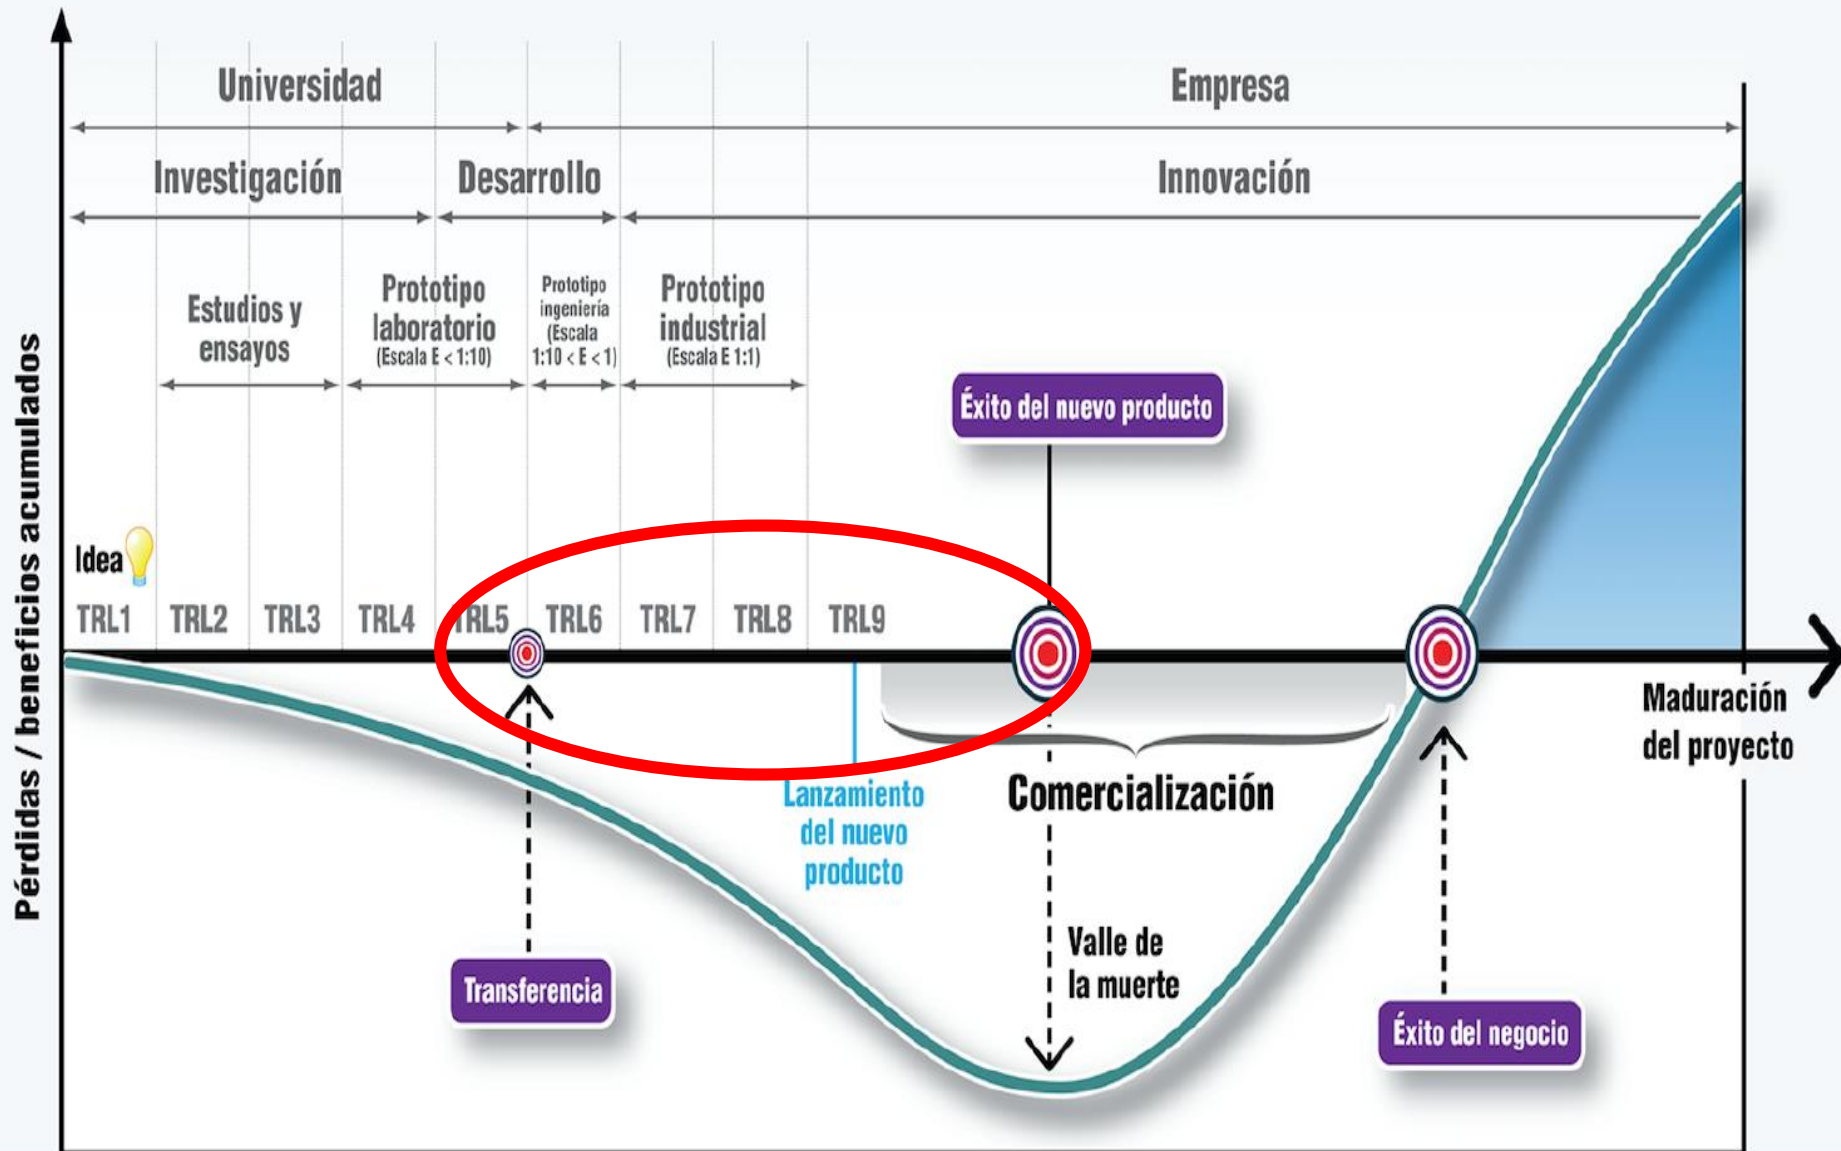 Universidad
Empresa
Investigación
Desarrollo
Innovación
Estudios y
ensayos
Prototipo
laboratorio
(Escala E < 1:10)
Prototipo
ingeniería
(Escala
1:10 < E < 1)
Prototipo
industrial
(Escala E 1:1)
Éxito del nuevo producto
Pérdidas / beneficios acumulados
Idea
TRL1
TRL2
TRL3
TRL4
TRL5
TRL6
TRL7
TRL8
TRL9
Maduración
del proyecto
Lanzamiento
del nuevo
producto
Comercialización
Valle de
la muerte
Transferencia
Éxito del negocio